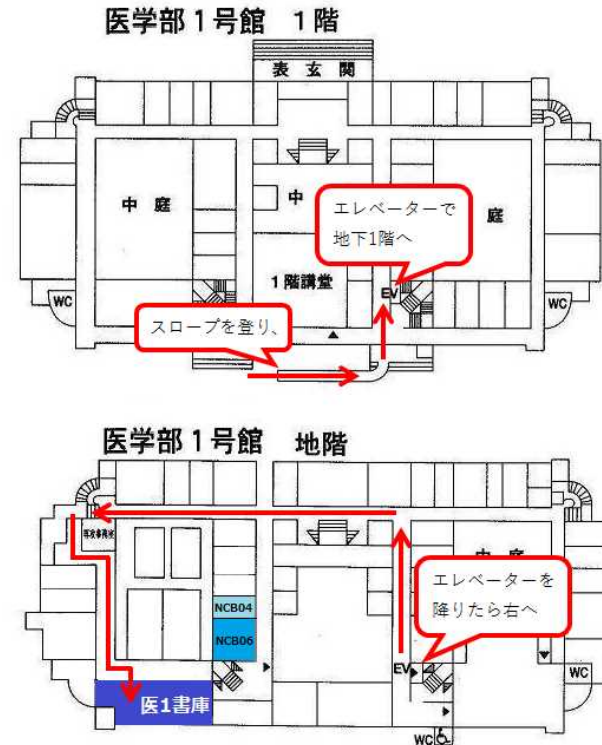 医学部1号館 1階
表玄関
中庭
中
庭
エレベーターで
地下1階へ
1階講堂
EV
WC
WC
スロープを登り、
医学部1号館 地階
NCB04
NCB06
中庭
エレベーターを
降りたら右へ
EV
WC
医1書庫
WC